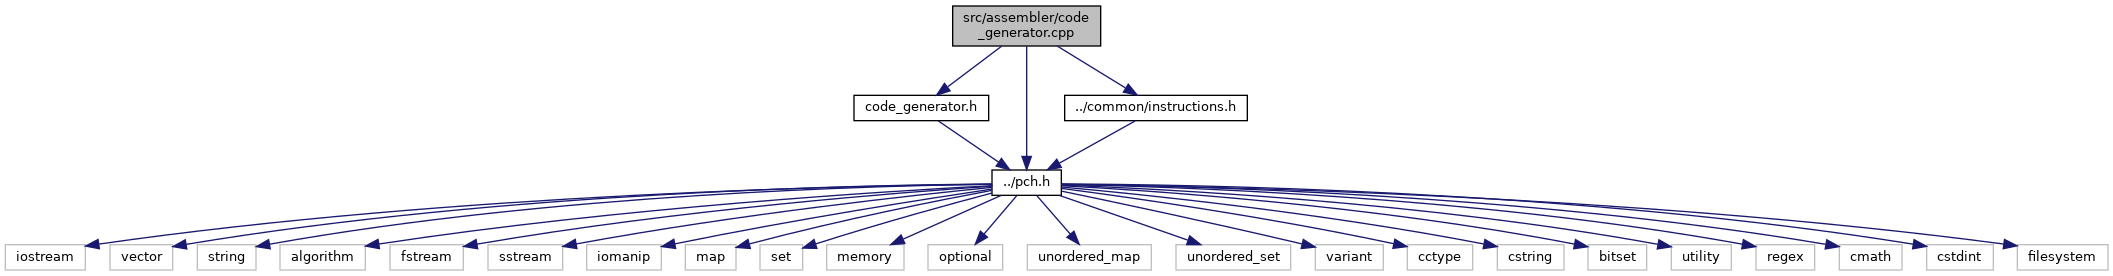 src/assembler/code
_generator.cpp
code_generator.h
../common/instructions.h
../pch.h
iostream
vector
string
algorithm
fstream
sstream
iomanip
map
set
memory
optional
unordered_map
unordered_set
variant
cctype
cstring
bitset
utility
regex
cmath
cstdint
filesystem